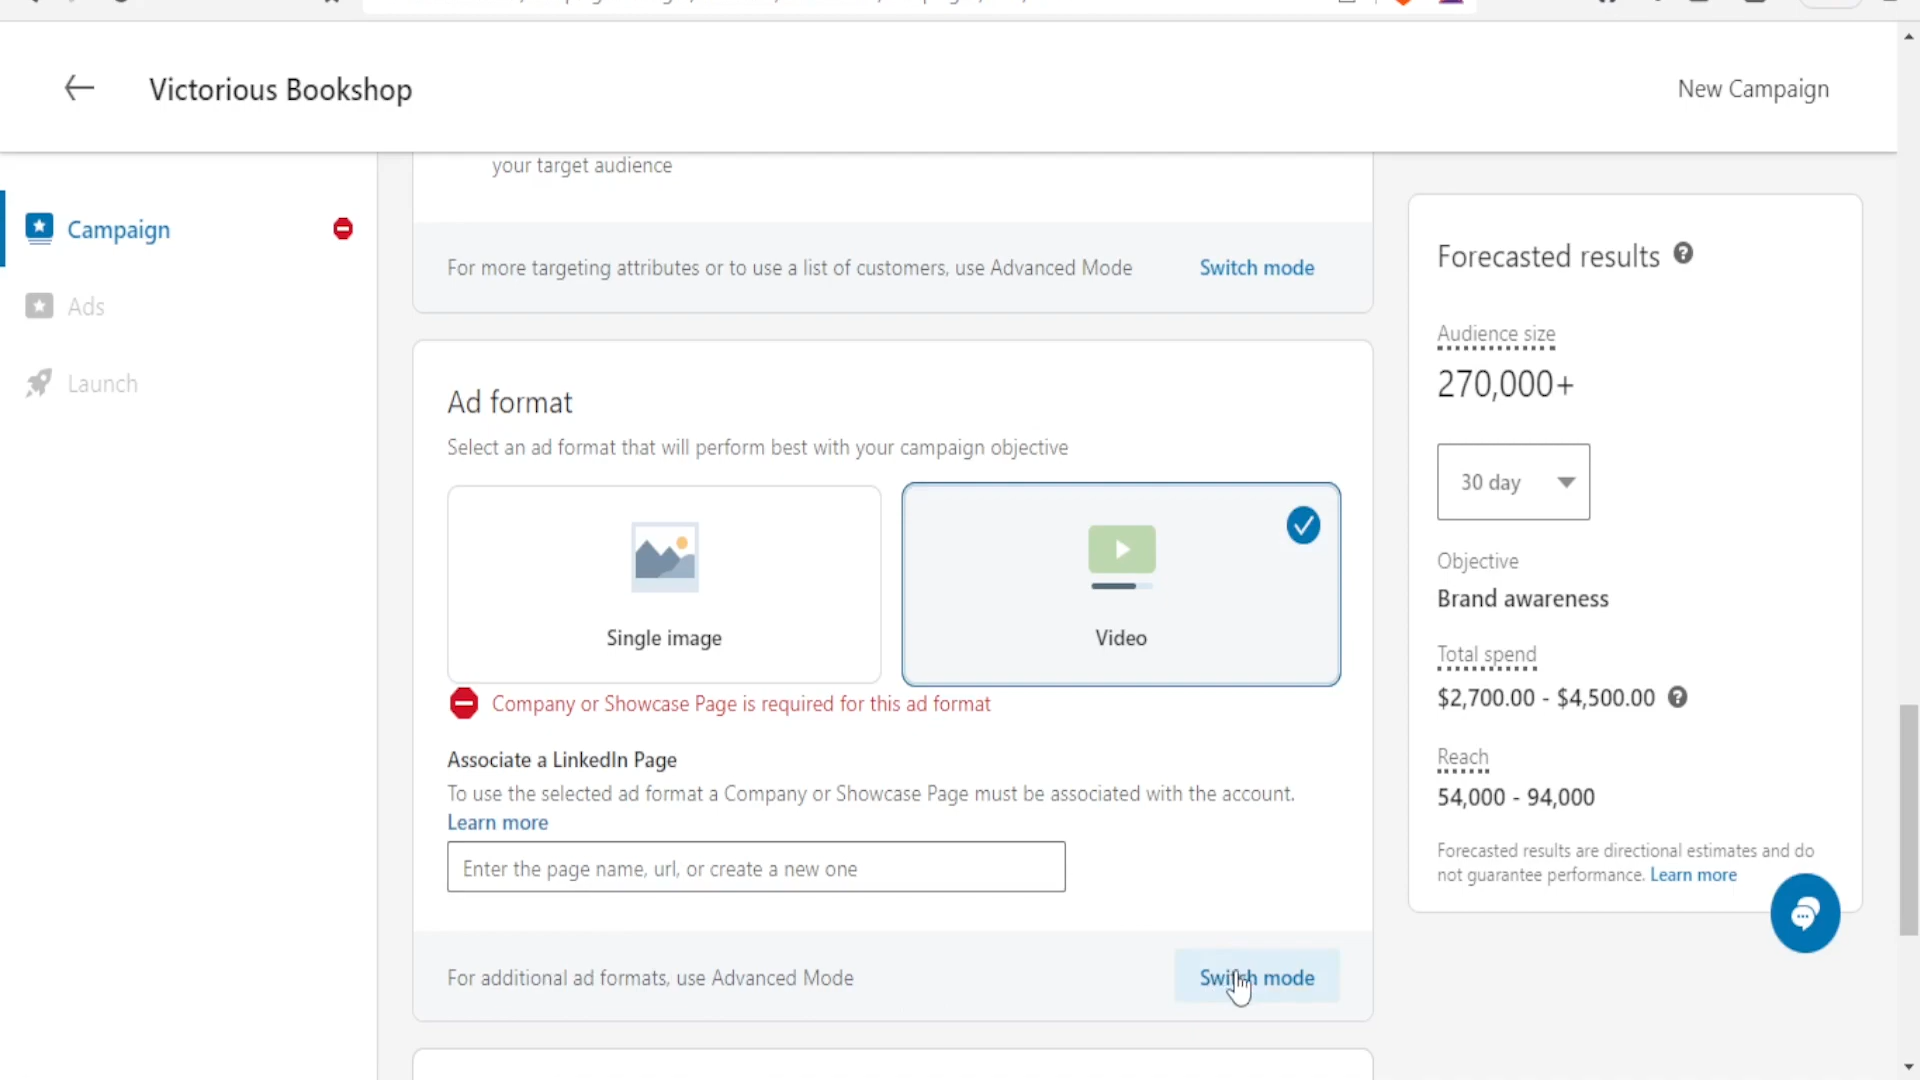 Victorious Bookshop
New Campaign
your target audience
Campaign
For more targeting attributes or to use a list of customers, use Advanced Mode
Switch mode
Ads
Launch
Ad format
Select an ad format that will perform best with your campaign objective
Single image
Video
Company or Showcase Page is required for this ad format
Associate a LinkedIn Page
To use the selected ad format a Company or Showcase Page must be associated with the account.
Learn more
Enter the page name, url, or create a new one
For additional ad formats, use Advanced Mode
Switch mode
Forecasted results
Audience size
270,000+
30 day
Objective
Brand awareness
Total spend
$2,700.00 - $4,500.00
Reach
54,000 - 94,000
Forecasted results are directional estimates and do
not guarantee performance. Learn more